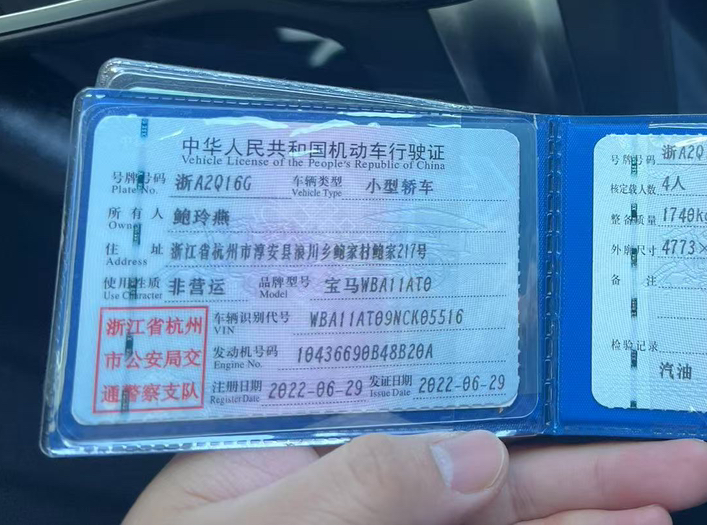 中华人民共和国机动车行驶证
Vehicle License of the People's Republic of China
号牌号码 浙A2Q16G 车辆类型 小型轿车
Plate No. Vehicle Type
所有人 鲍玲燕
Owner
住址 浙江省杭州市淳安县浪川乡鲍家村鲍家217号
Address
使用性质 非营运 品牌型号 宝马WBA11AT0
Use Character Model
浙江省杭州
市公安局交
通警察支队
车辆识别代号 WBA11AT09NCK05516
VIN
发动机号码 10436690B48B20A
Engine No.
注册日期 2022-06-29 发证日期 2022-06-29
Register Date Issue Date
号牌号码 浙A2Q
核定载人数 4人
整备质量 1740kg
外廓尺寸 4773×
备注
检验记录
汽油